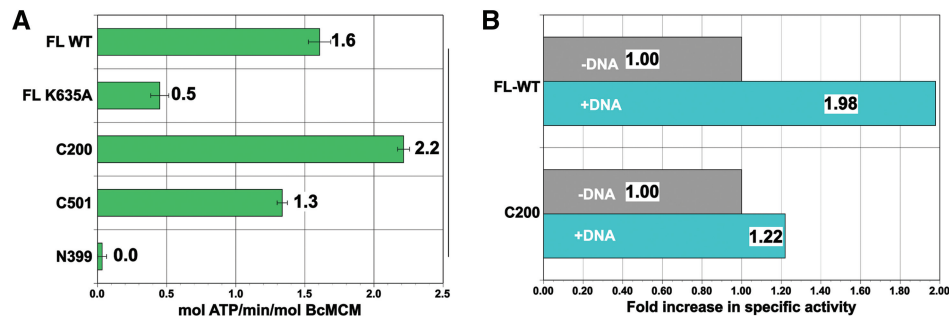 A
FL WT
1.6
FL K635A
0.5
C200
2.2
C501
1.3
N399
0.0
0.0 0.5 1.0 1.5 2.0 2.5
mol ATP/min/mol BcMCM
B
FL-WT
-DNA 1.00
+DNA 1.98
C200
-DNA 1.00
+DNA 1.22
0.00 0.20 0.40 0.60 0.80 1.00 1.20 1.40 1.60 1.80 2.00
Fold increase in specific activity